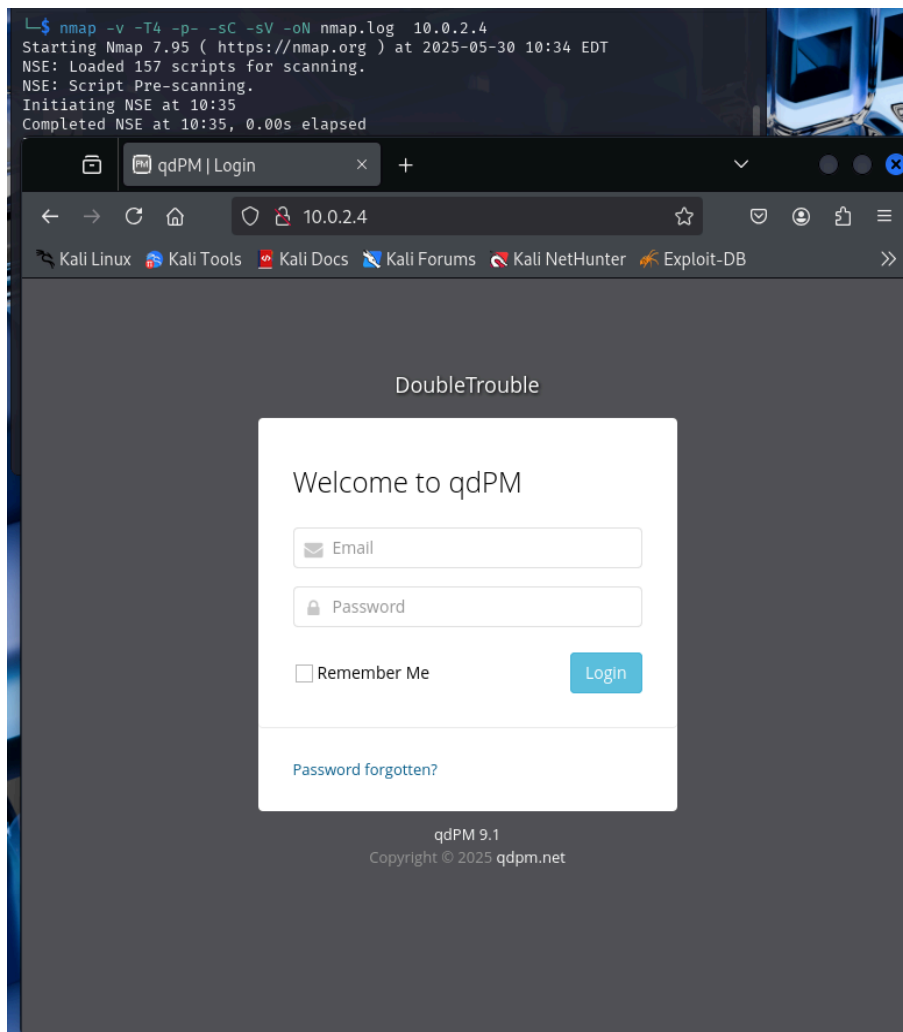 └─$ nmap -v -T4 -p- -sC -sV -oN nmap.log  10.0.2.4
Starting Nmap 7.95 ( https://nmap.org ) at 2025-05-30 10:34 EDT
NSE: Loaded 157 scripts for scanning.
NSE: Script Pre-scanning.
Initiating NSE at 10:35
Completed NSE at 10:35, 0.00s elapsed
PM qdPM | Login
10.0.2.4
Kali Linux Kali Tools Kali Docs Kali Forums Kali NetHunter Exploit-DB
DoubleTrouble
Welcome to qdPM
Email
Password
Remember Me Login
Password forgotten?
qdPM 9.1
Copyright © 2025 qdpm.net